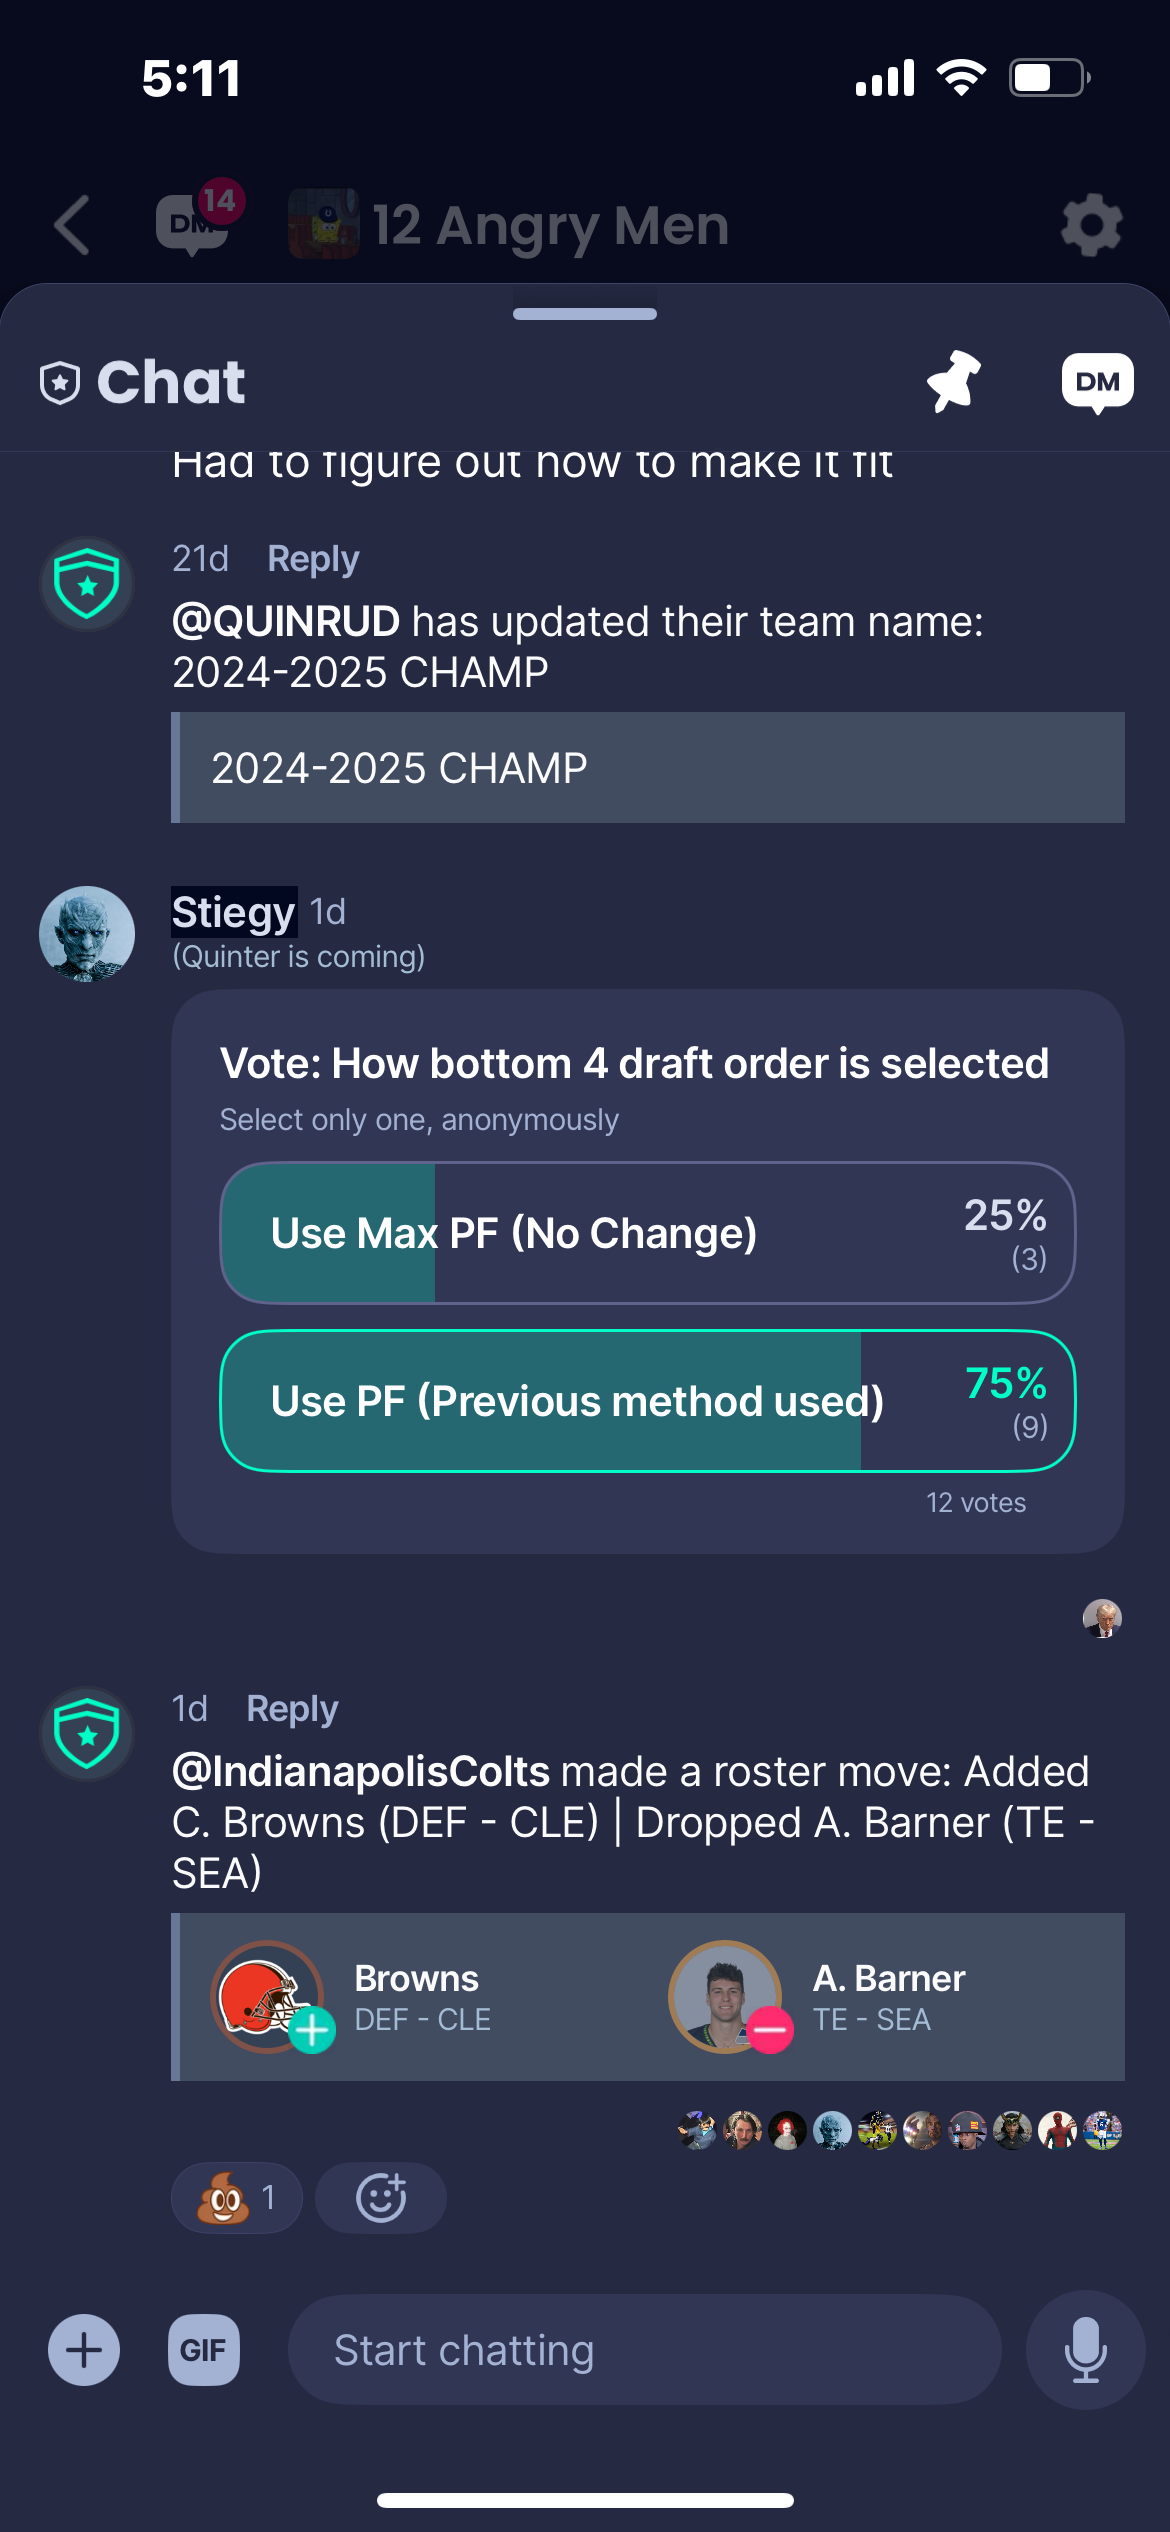 5:11
DM
14
12 Angry Men
Chat
DM
Had to figure out how to make it fit
21d Reply
@QUINRUD has updated their team name:
2024-2025 CHAMP
2024-2025 CHAMP
Stiegy 1d
(Quinter is coming)
Vote: How bottom 4 draft order is selected
Select only one, anonymously
Use Max PF (No Change)
25%
(3)
Use PF (Previous method used)
75%
(9)
12 votes
1d Reply
@IndianapolisColts made a roster move: Added
C. Browns (DEF - CLE) | Dropped A. Barner (TE -
SEA)
Browns
DEF - CLE
A. Barner
TE - SEA
1
GIF
Start chatting